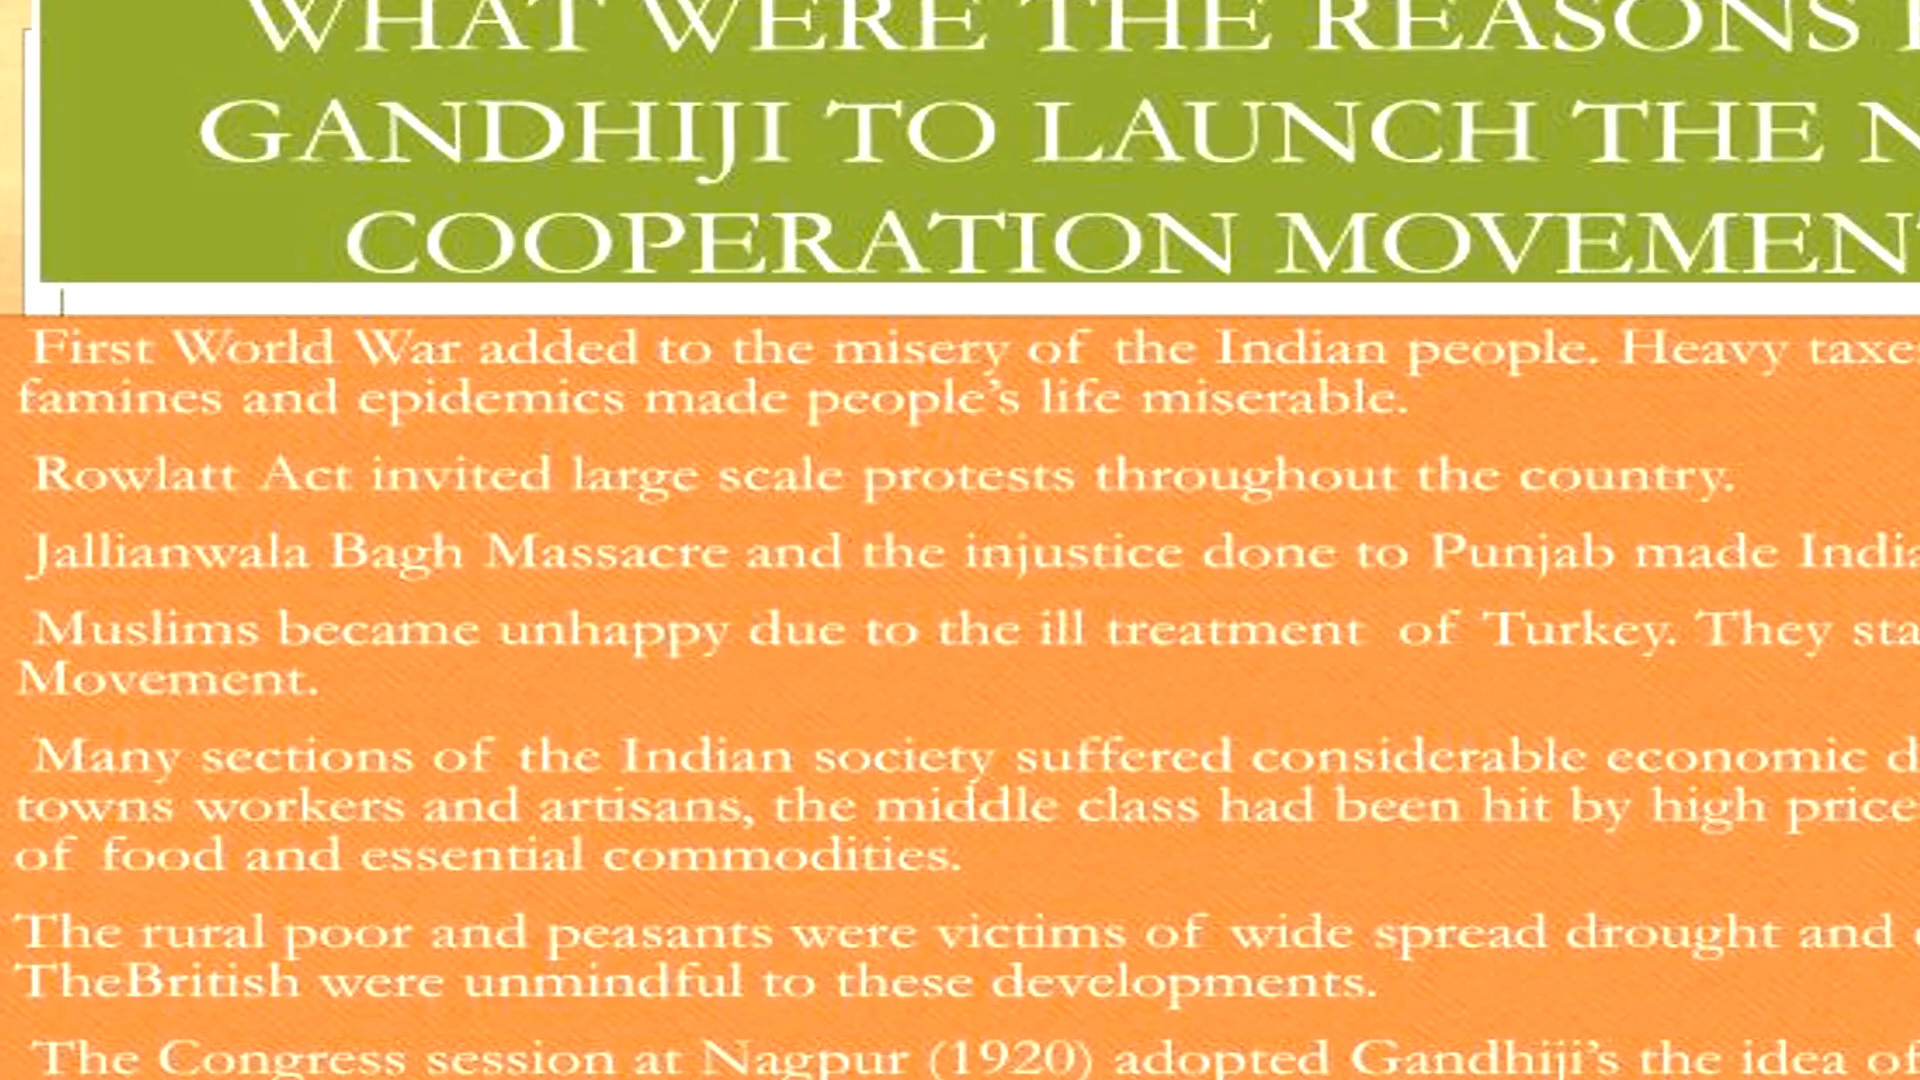 WHAT WERE THE REASONS
GANDHIJI TO LAUNCH THE
COOPERATION MOVEMEN
First World War added to the misery of the Indian people. Heavy taxe
famines and epidemics made people's life miserable.
Rowlatt Act invited large scale protests throughout the country.
Jallianwala Bagh Massacre and the injustice done to Punjab made India
Muslims became unhappy due to the ill treatment of Turkey. They sta
Movement.
Many sections of the Indian society suffered considerable economic d
towns workers and artisans, the middle class had been hit by high price
of food and essential commodities.
The rural poor and peasants were victims of wide spread drought and
TheBritish were unmindful to these developments.
The Congress session at Nagpur (1920) adopted Gandhiji's the idea of